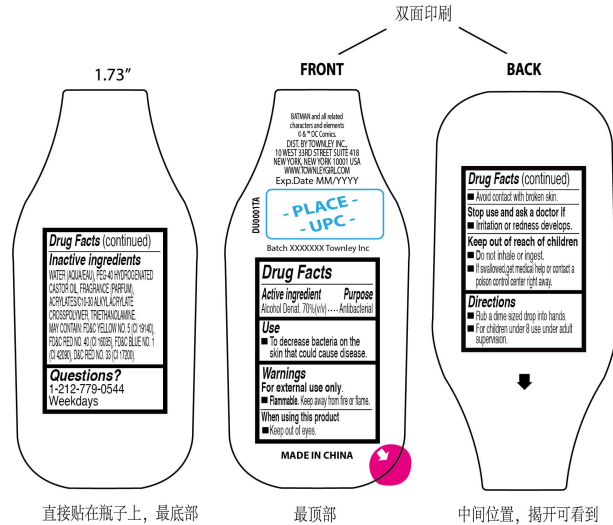 双面印刷
1.73"
Drug Facts (continued)
Inactive ingredients
WATER (AQUA/EAU), PEG-40 HYDROGENATED
CASTOR OIL, FRAGRANCE (PARFUM),
ACRYLATES/C10-30 ALKYL ACRYLATE
CROSSPOLYMER, TRIETHANOLAMINE.
MAY CONTAIN: FD&C YELLOW NO. 5 (CI 19140),
FD&C RED NO. 40 (CI 16035), FD&C BLUE NO. 1
(CI 42090), D&C RED NO. 33 (CI 17200).
Questions?
1-212-779-0544
Weekdays
直接贴在瓶子上，最底部
FRONT
BATMAN and all related
characters and elements
© & ™ DC Comics.
DIST. BY TOWNLEY INC.,
10 WEST 33RD STREET SUITE 418
NEW YORK, NEW YORK 10001 USA
WWW.TOWNLEYGIRL.COM
Exp.Date MM/YYYY
DU0001TA
- PLACE -
- UPC -
Batch XXXXXXX Townley Inc
Drug Facts
Active ingredient Purpose
Alcohol Denat. 70%(v/v) .... Antibacterial
Use
■ To decrease bacteria on the
skin that could cause disease.
Warnings
For external use only.
■ Flammable. Keep away from fire or flame.
When using this product
■ Keep out of eyes.
MADE IN CHINA
最顶部
BACK
Drug Facts (continued)
■ Avoid contact with broken skin.
Stop use and ask a doctor if
■ Irritation or redness develops.
Keep out of reach of children
■ Do not inhale or ingest.
■ If swallowed,get medical help or contact a
poison control center right away.
Directions
■ Rub a dime sized drop into hands.
■ For children under 8 use under adult
supervision.
中间位置，揭开可看到